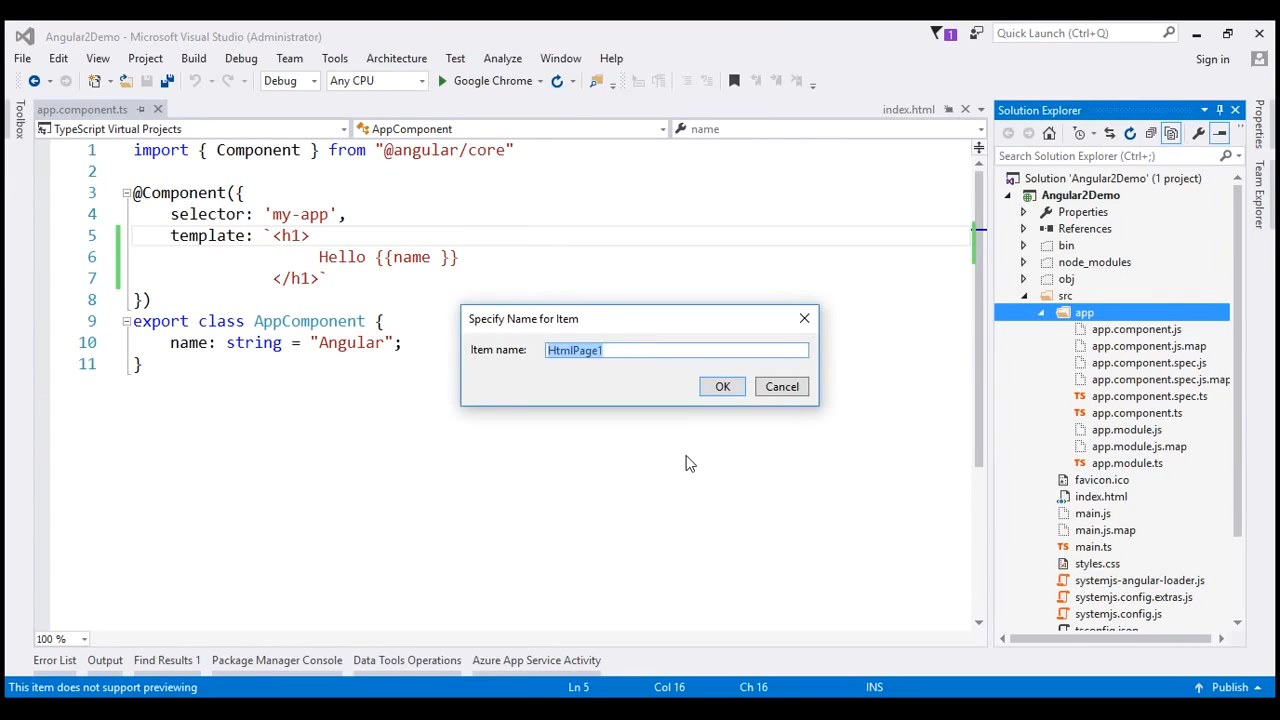 Angular2Demo - Microsoft Visual Studio (Administrator)
1
Quick Launch (Ctrl+Q)
File Edit View Project Build Debug Team Tools Architecture Test Analyze Window Help
Sign in
Debug Any CPU Google Chrome
Toolbox
app.component.ts
index.html
TypeScript Virtual Projects AppComponent name
1 import { Component } from "@angular/core"
2
3 @Component({
4 selector: 'my-app',
5 template: `<h1>
6 Hello {{name }}
7 </h1>`
8 })
9 export class AppComponent {
10 name: string = "Angular";
11 }
Specify Name for Item
Item name: HtmlPage1
OK Cancel
Solution Explorer
Search Solution Explorer (Ctrl+;)
Solution 'Angular2Demo' (1 project)
Angular2Demo
Properties
References
bin
node_modules
obj
src
app
app.component.js
app.component.js.map
app.component.spec.js
app.component.spec.js.map
app.component.spec.ts
app.component.ts
app.module.js
app.module.js.map
app.module.ts
favicon.ico
index.html
main.js
main.js.map
main.ts
styles.css
systemjs-angular-loader.js
systemjs.config.extras.js
systemjs.config.js
tsconfig.json
Properties
Team Explorer
100 %
Error List Output Find Results 1 Package Manager Console Data Tools Operations Azure App Service Activity
This item does not support previewing Ln 5 Col 16 Ch 16 INS Publish